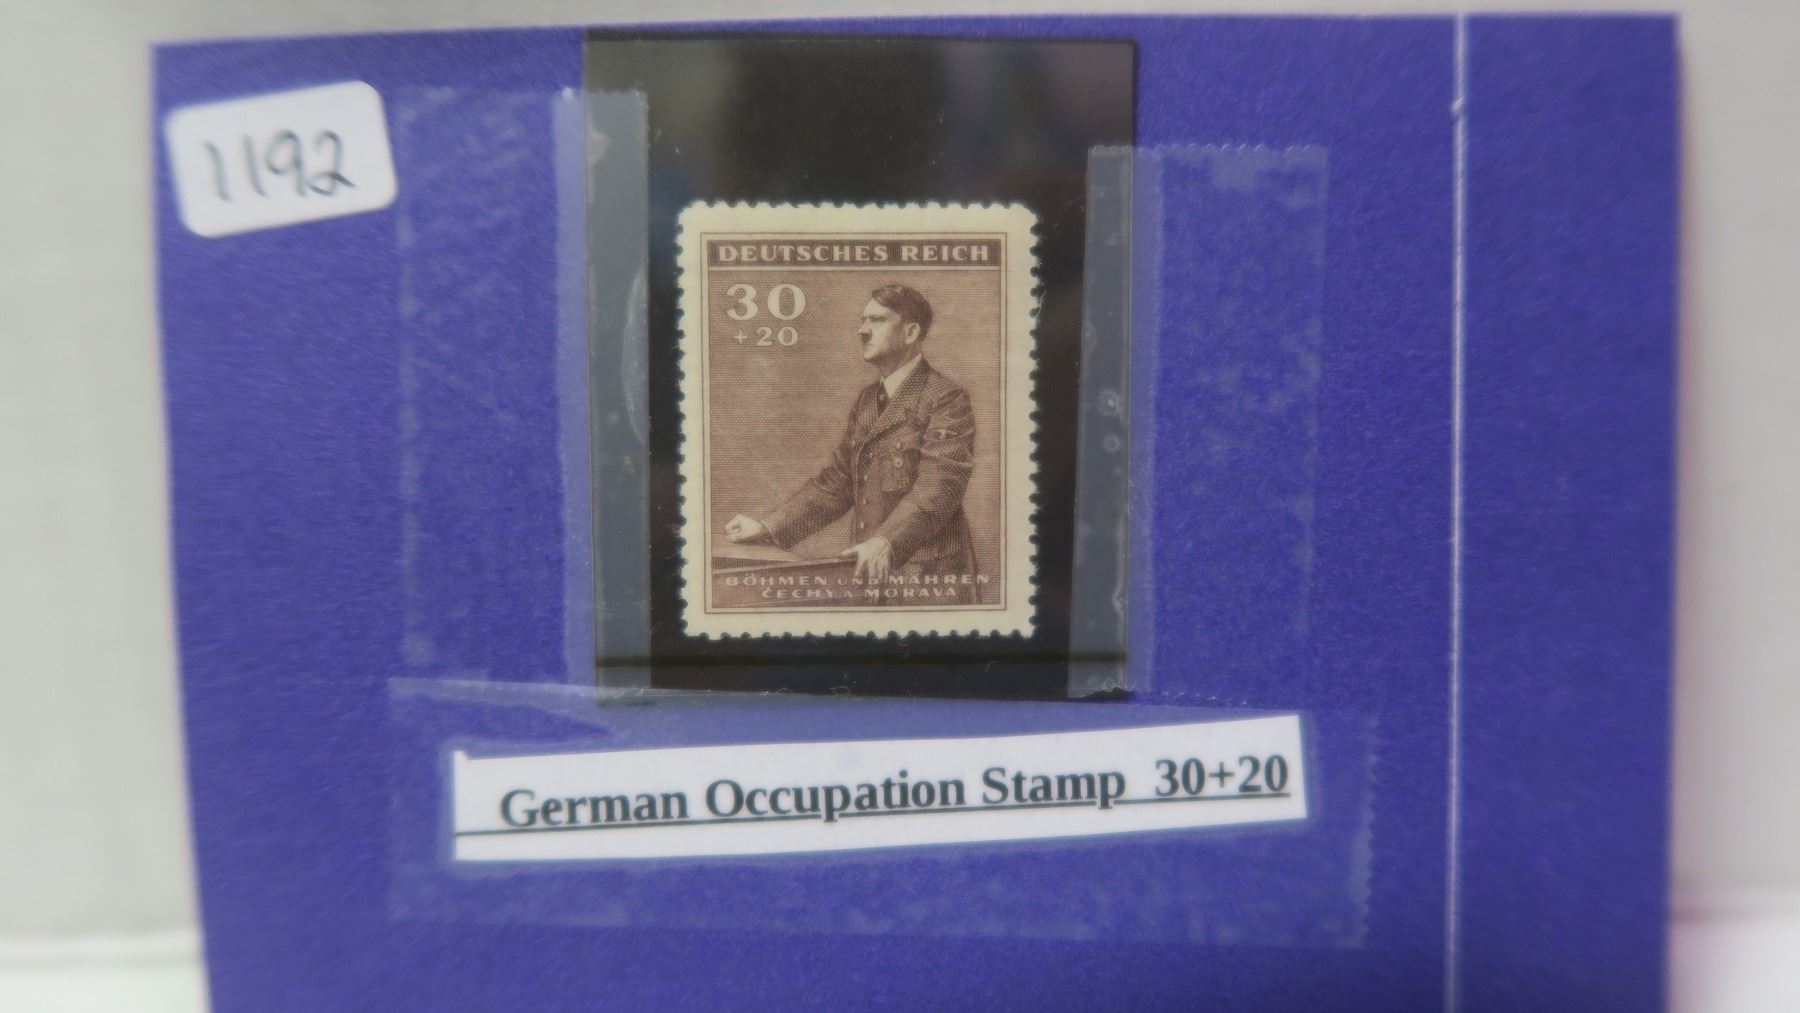 1192
DEUTSCHES REICH
30
+20
BÖHMEN UND MÄHREN
ČECHY A MORAVA
German Occupation Stamp 30+20